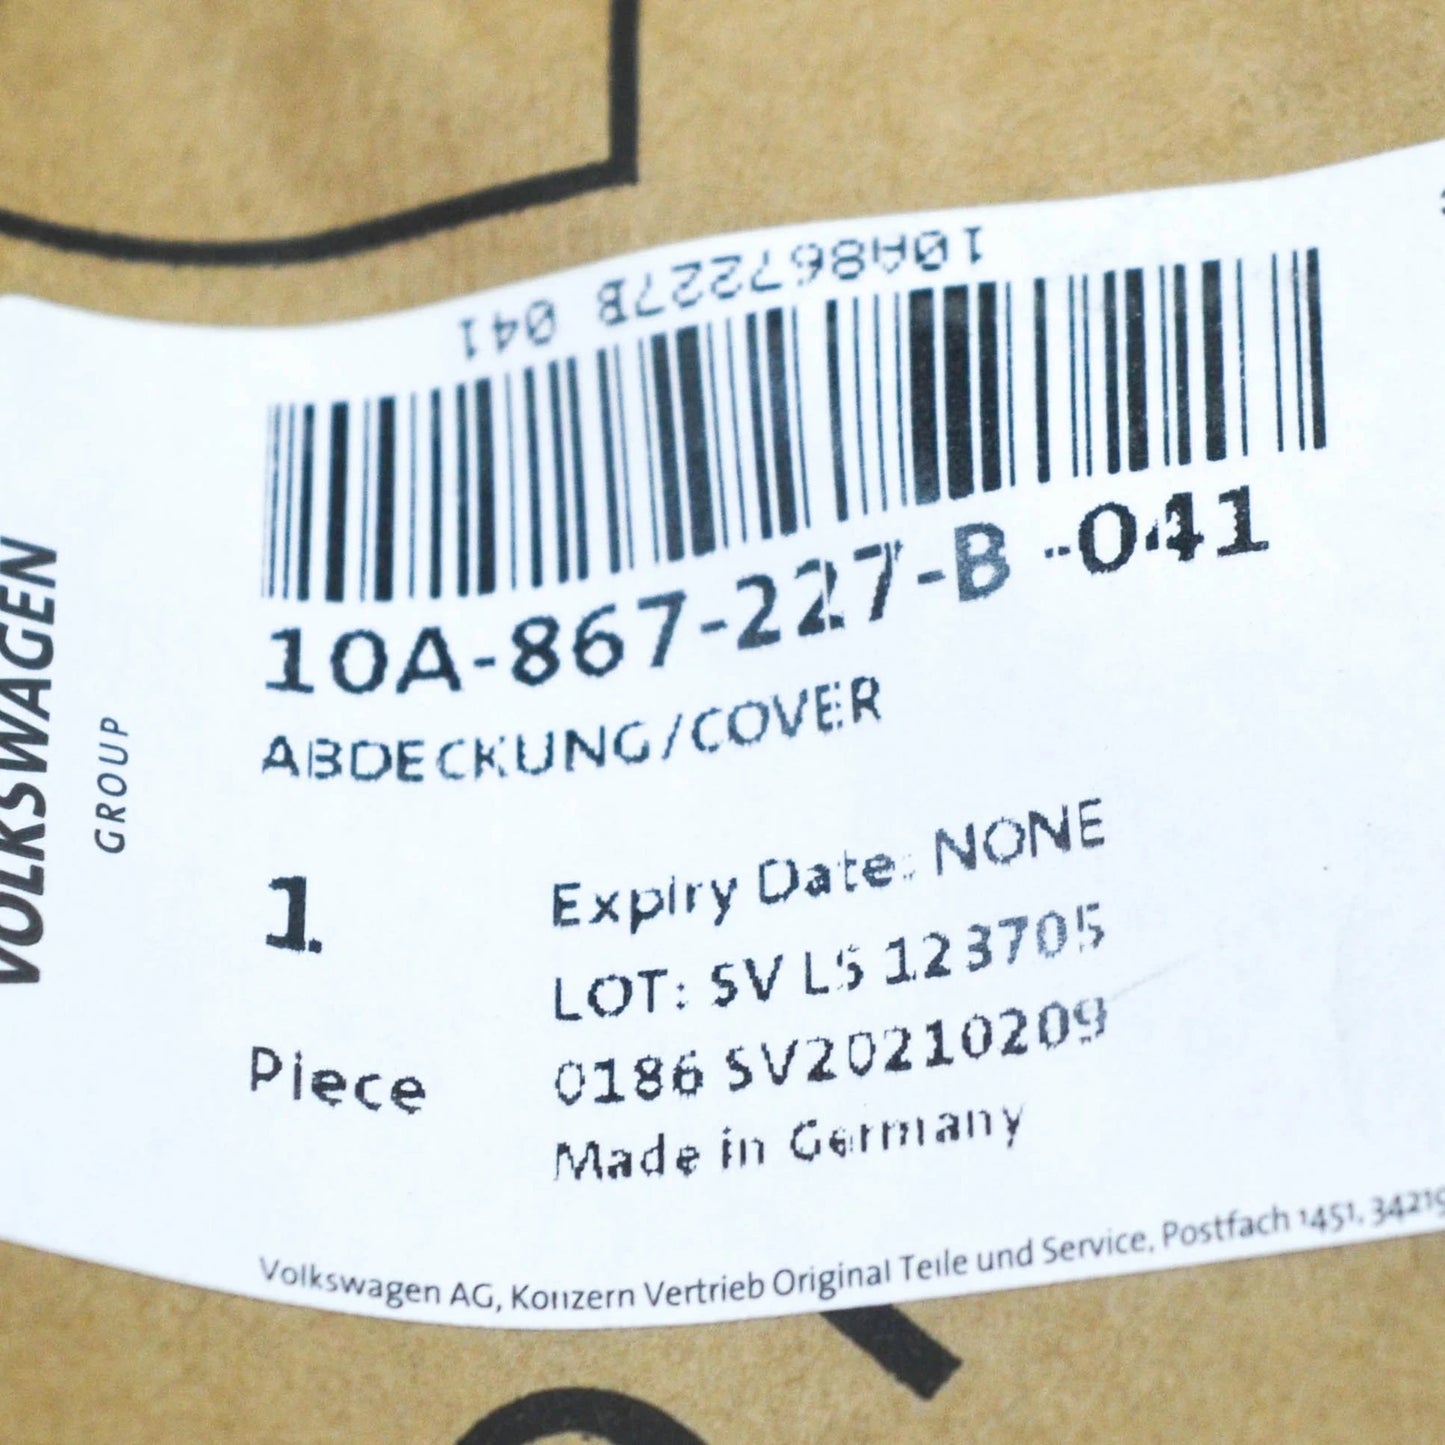 10A867227B 041
10A-867-227-B -041
ABDECKUNG/COVER
1
Piece
Expiry Date: NONE
LOT: SV LS 123705
0186 SV20210209
Made in Germany
Volkswagen AG, Konzern Vertrieb Original Teile und Service, Postfach 1451, 34219
VOLKSWAGEN
GROUP